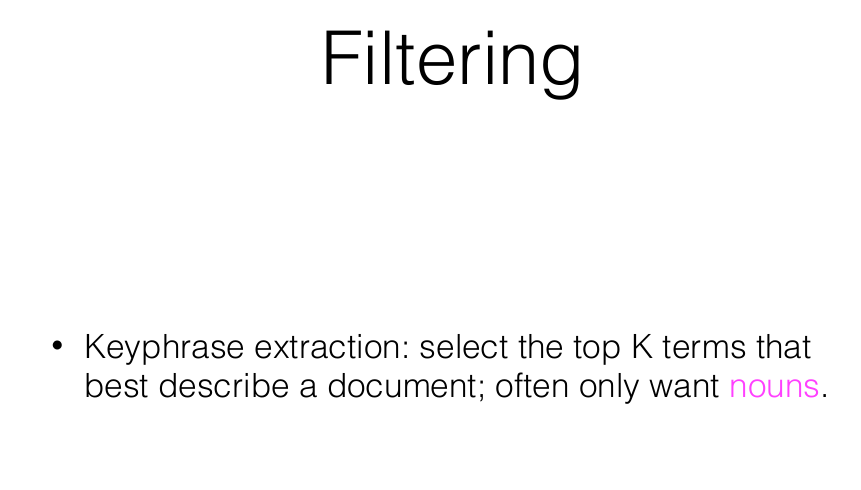 Filtering
• Keyphrase extraction: select the top K terms that
best describe a document; often only want nouns.